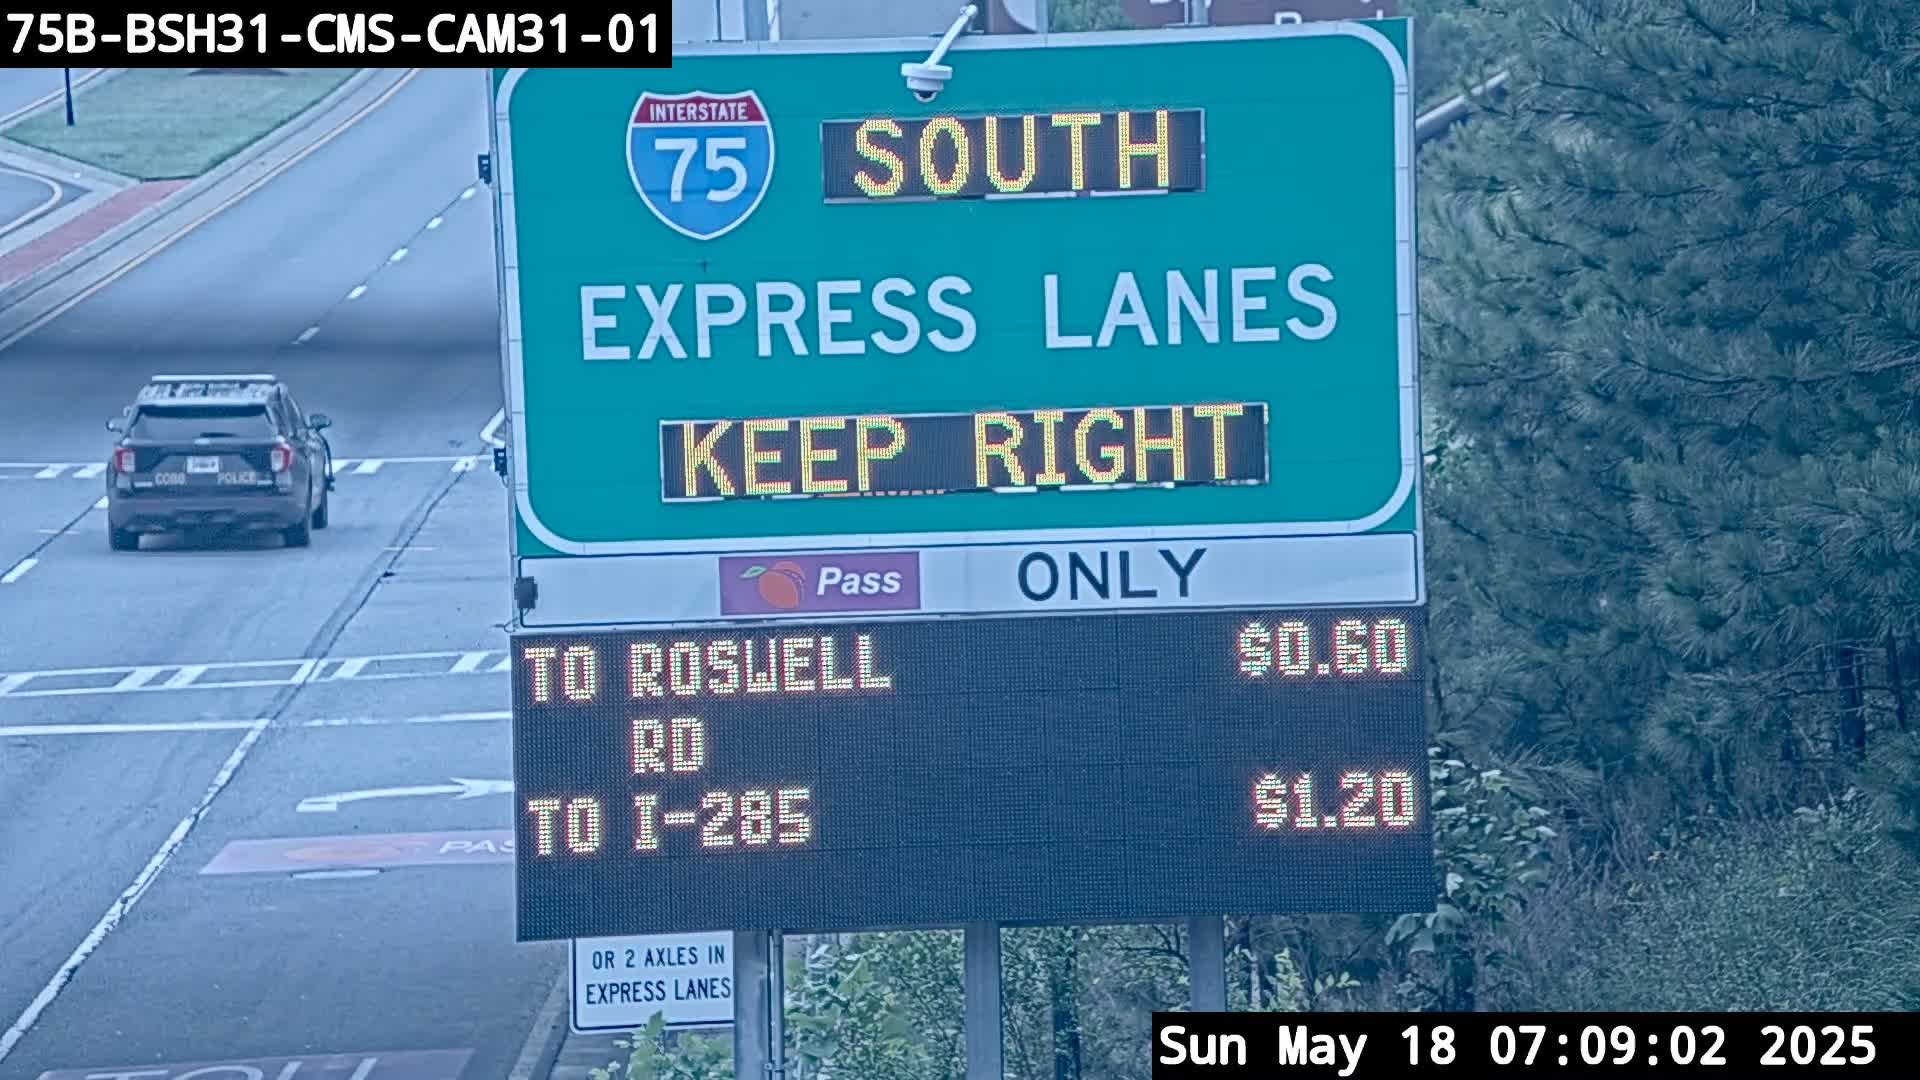 75B-BSH31-CMS-CAM31-01
INTERSTATE
75
SOUTH
EXPRESS LANES
KEEP RIGHT
Pass ONLY
TO ROSWELL $0.60
RD
TO I-285 $1.20
COBB POLICE
PAS
OR 2 AXLES IN
EXPRESS LANES
TOLL
Sun May 18 07:09:02 2025